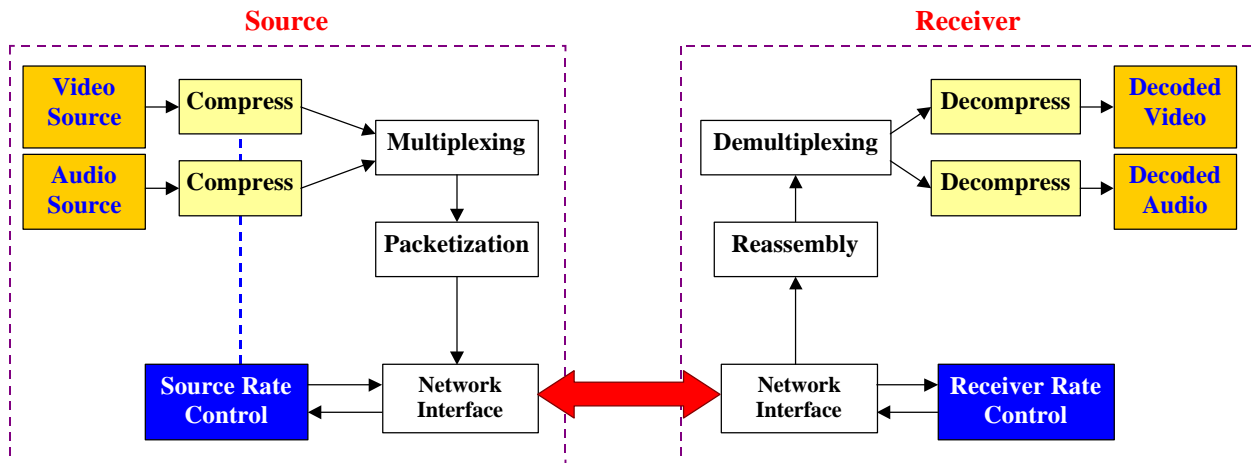 Source
Receiver
Video
Source
Compress
Audio
Source
Compress
Multiplexing
Packetization
Source Rate
Control
Network
Interface
Demultiplexing
Decompress
Decoded
Video
Decompress
Decoded
Audio
Reassembly
Network
Interface
Receiver Rate
Control